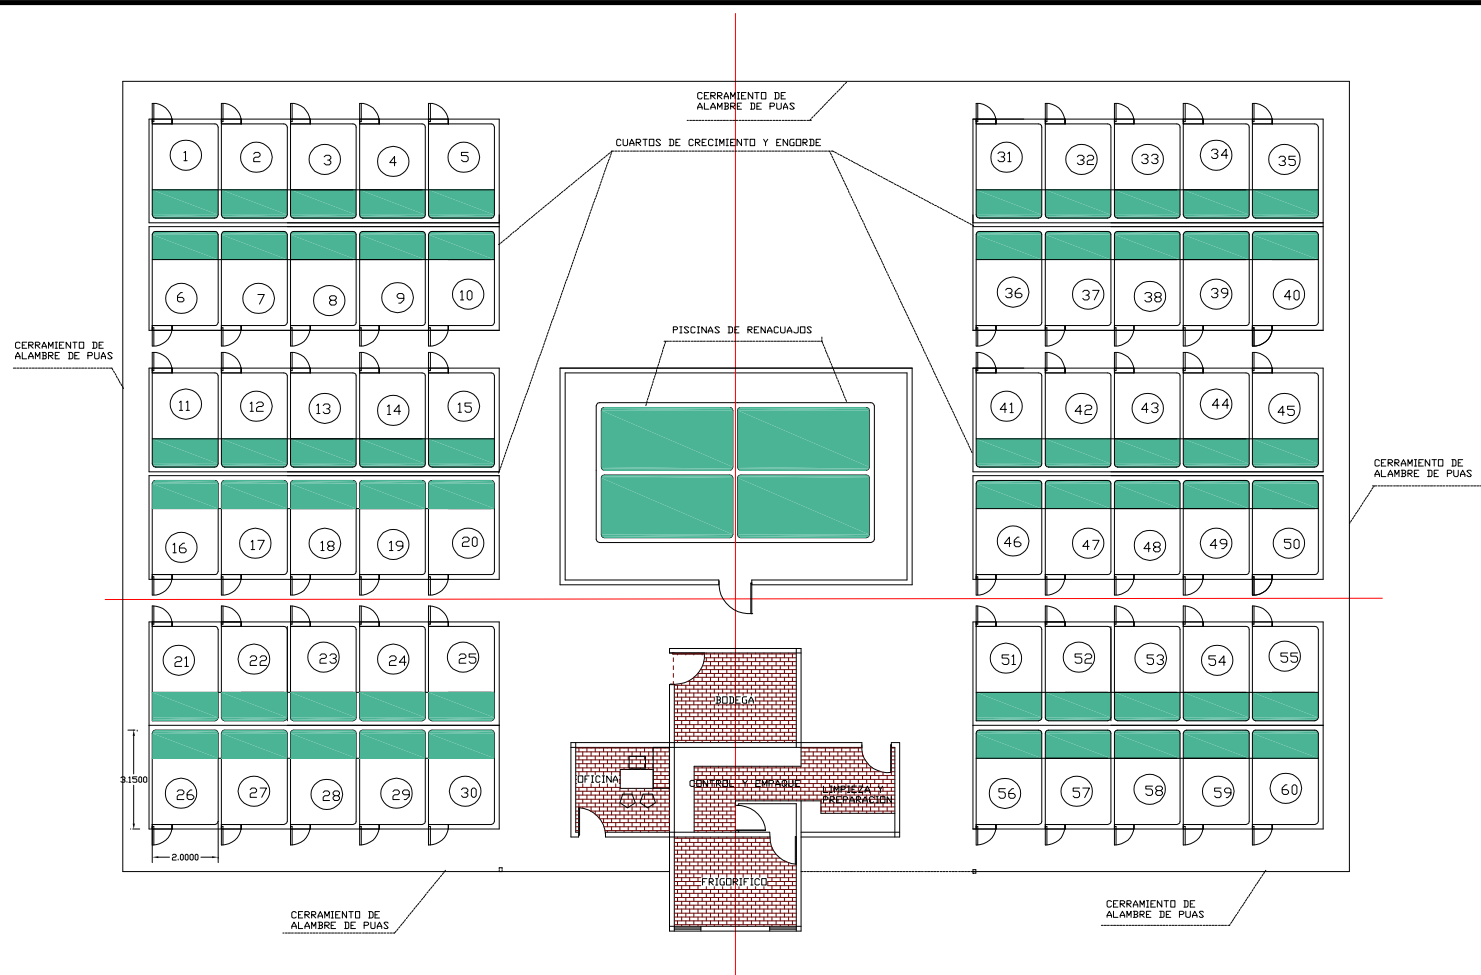 CERRAMIENTO DE
ALAMBRE DE PUAS
CUARTOS DE CRECIMIENTO Y ENGORDE
1 2 3 4 5
31 32 33 34 35
6 7 8 9 10
36 37 38 39 40
PISCINAS DE RENACUAJOS
CERRAMIENTO DE
ALAMBRE DE PUAS
11 12 13 14 15
41 42 43 44 45
CERRAMIENTO DE
ALAMBRE DE PUAS
16 17 18 19 20
46 47 48 49 50
21 22 23 24 25
51 52 53 54 55
BODEGA
3.1500
OFICINA
CONTROL Y EMPAQUE
LIMPIEZA Y
PREPARACION
26 27 28 29 30
56 57 58 59 60
2.0000
FRIGORIFICO
CERRAMIENTO DE
ALAMBRE DE PUAS
CERRAMIENTO DE
ALAMBRE DE PUAS